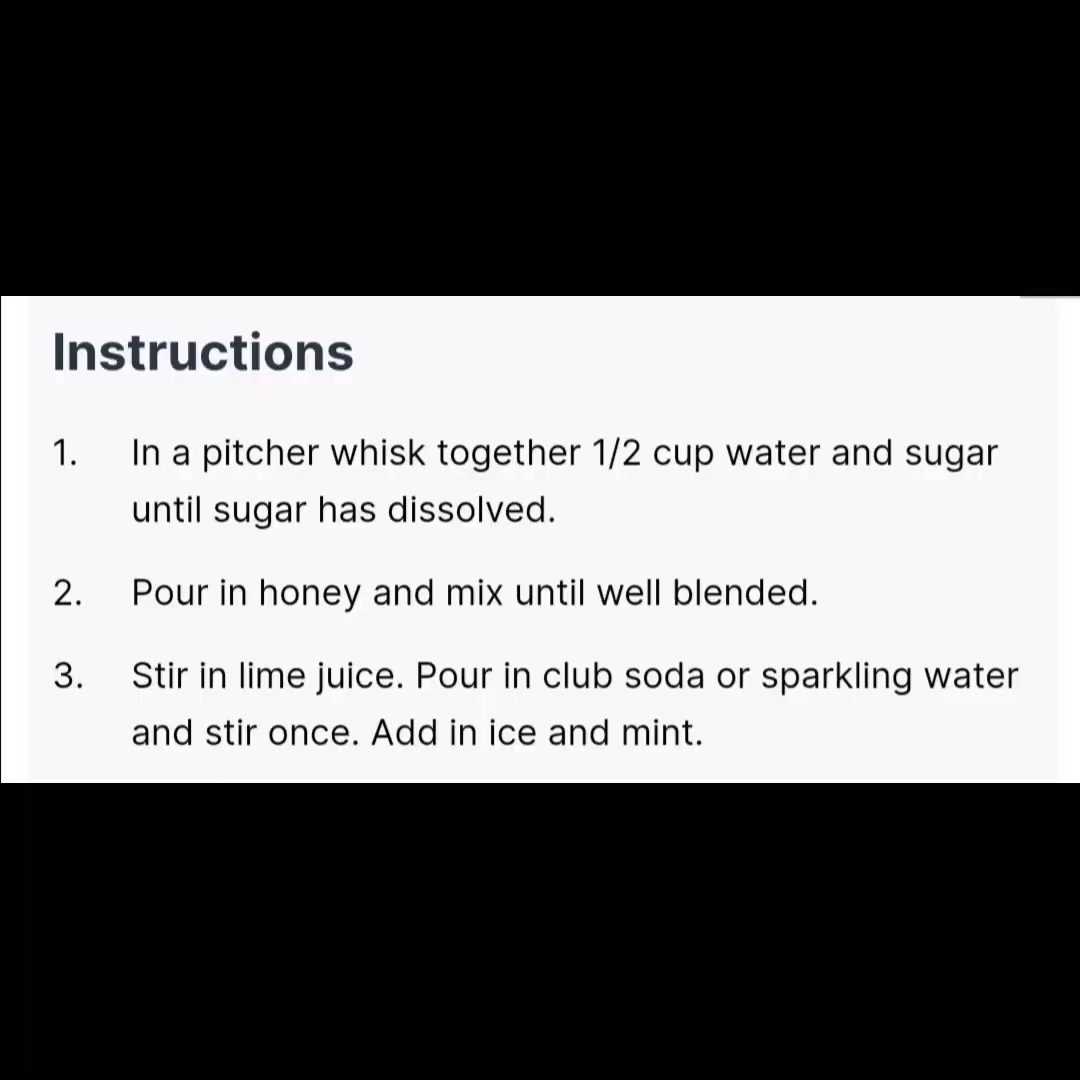 Instructions
1. In a pitcher whisk together 1/2 cup water and sugar
until sugar has dissolved.
2. Pour in honey and mix until well blended.
3. Stir in lime juice. Pour in club soda or sparkling water
and stir once. Add in ice and mint.